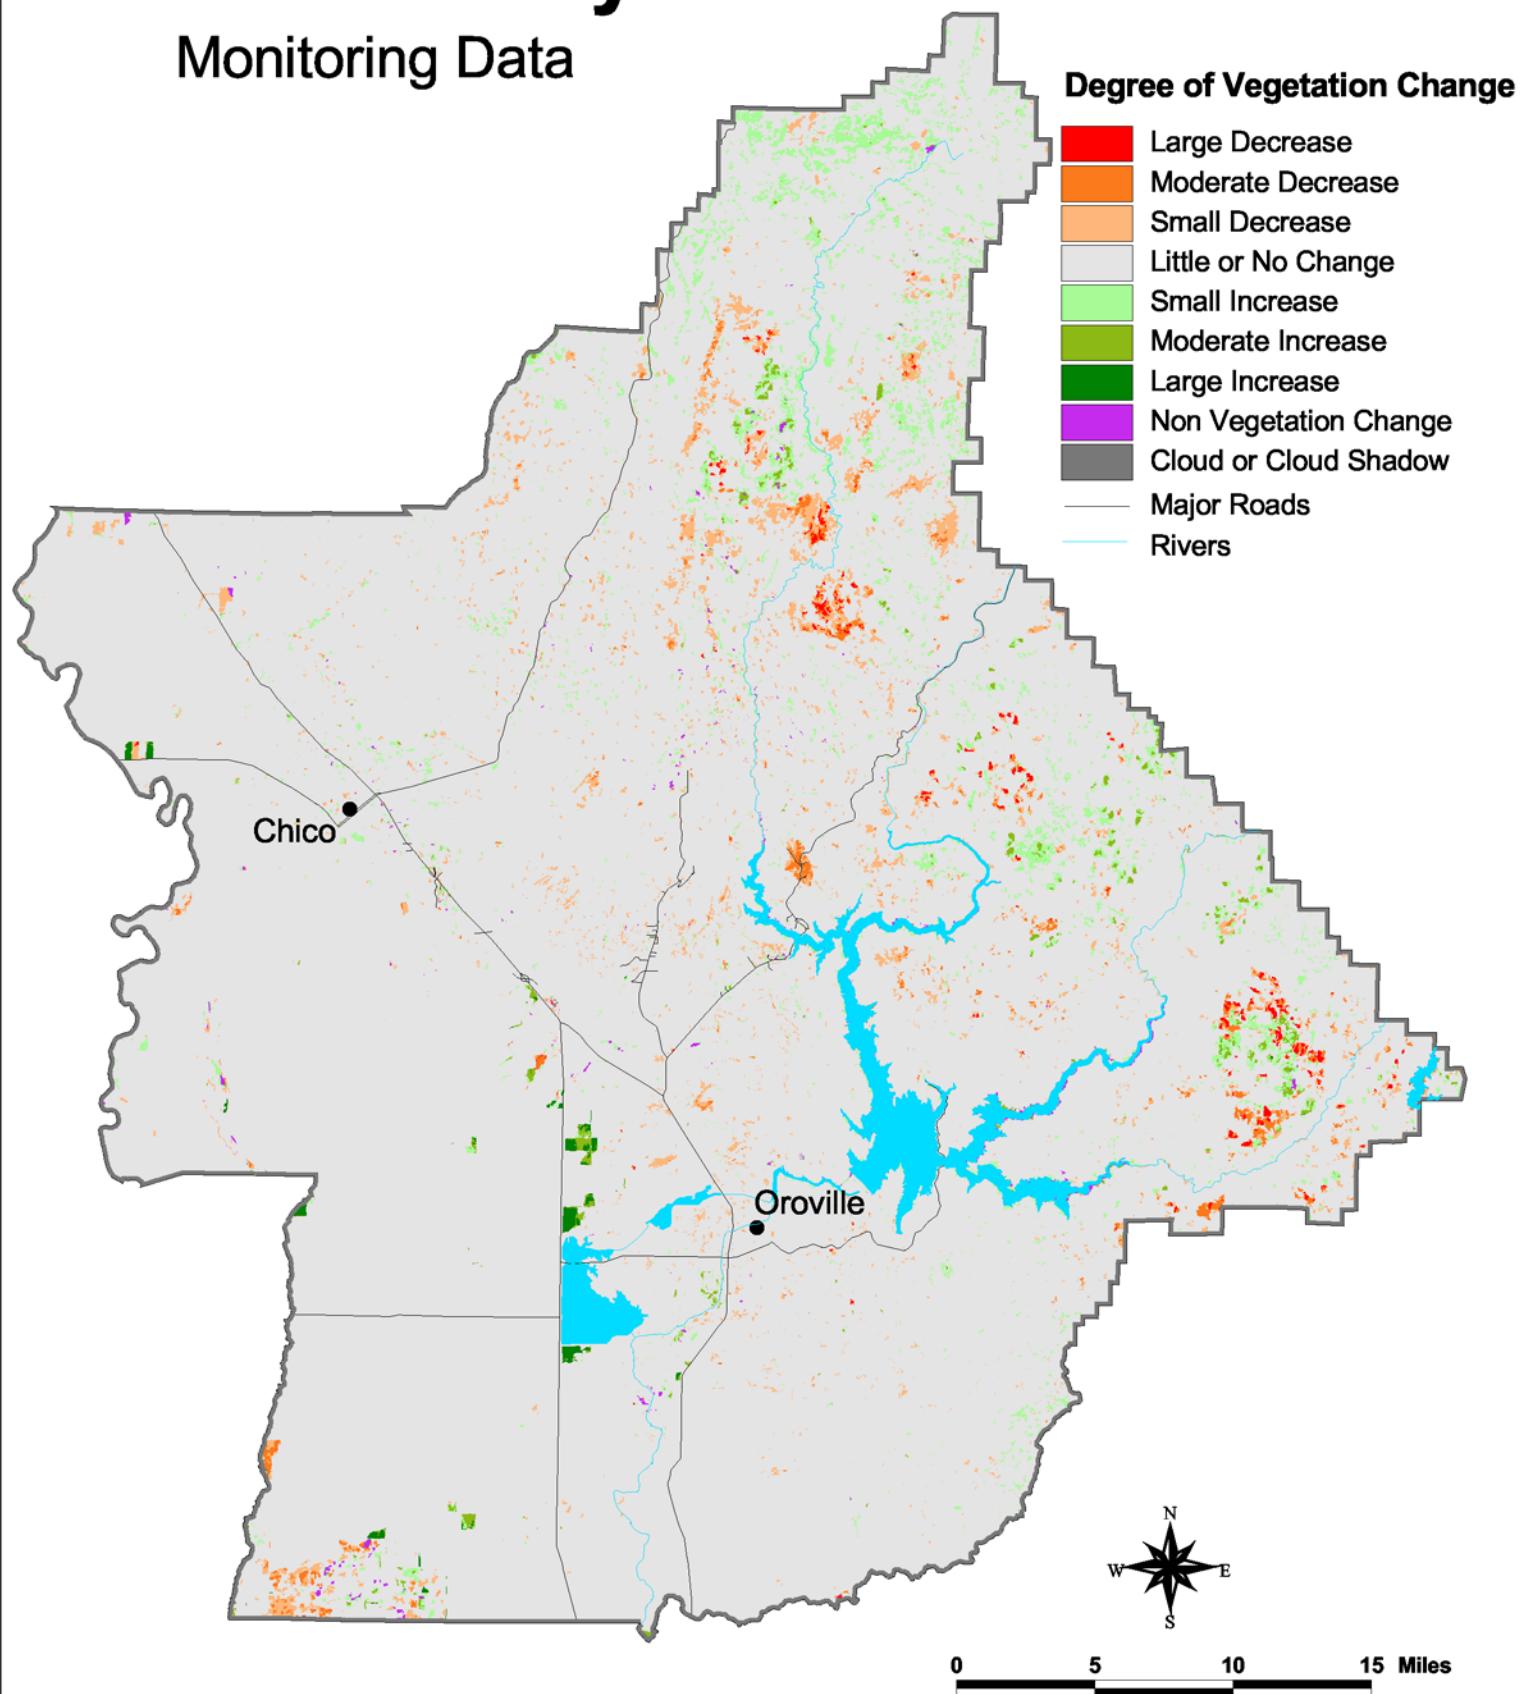 Monitoring Data
Degree of Vegetation Change
Large Decrease
Moderate Decrease
Small Decrease
Little or No Change
Small Increase
Moderate Increase
Large Increase
Non Vegetation Change
Cloud or Cloud Shadow
Major Roads
Rivers
Chico
Oroville
N
W E
S
0 5 10 15 Miles